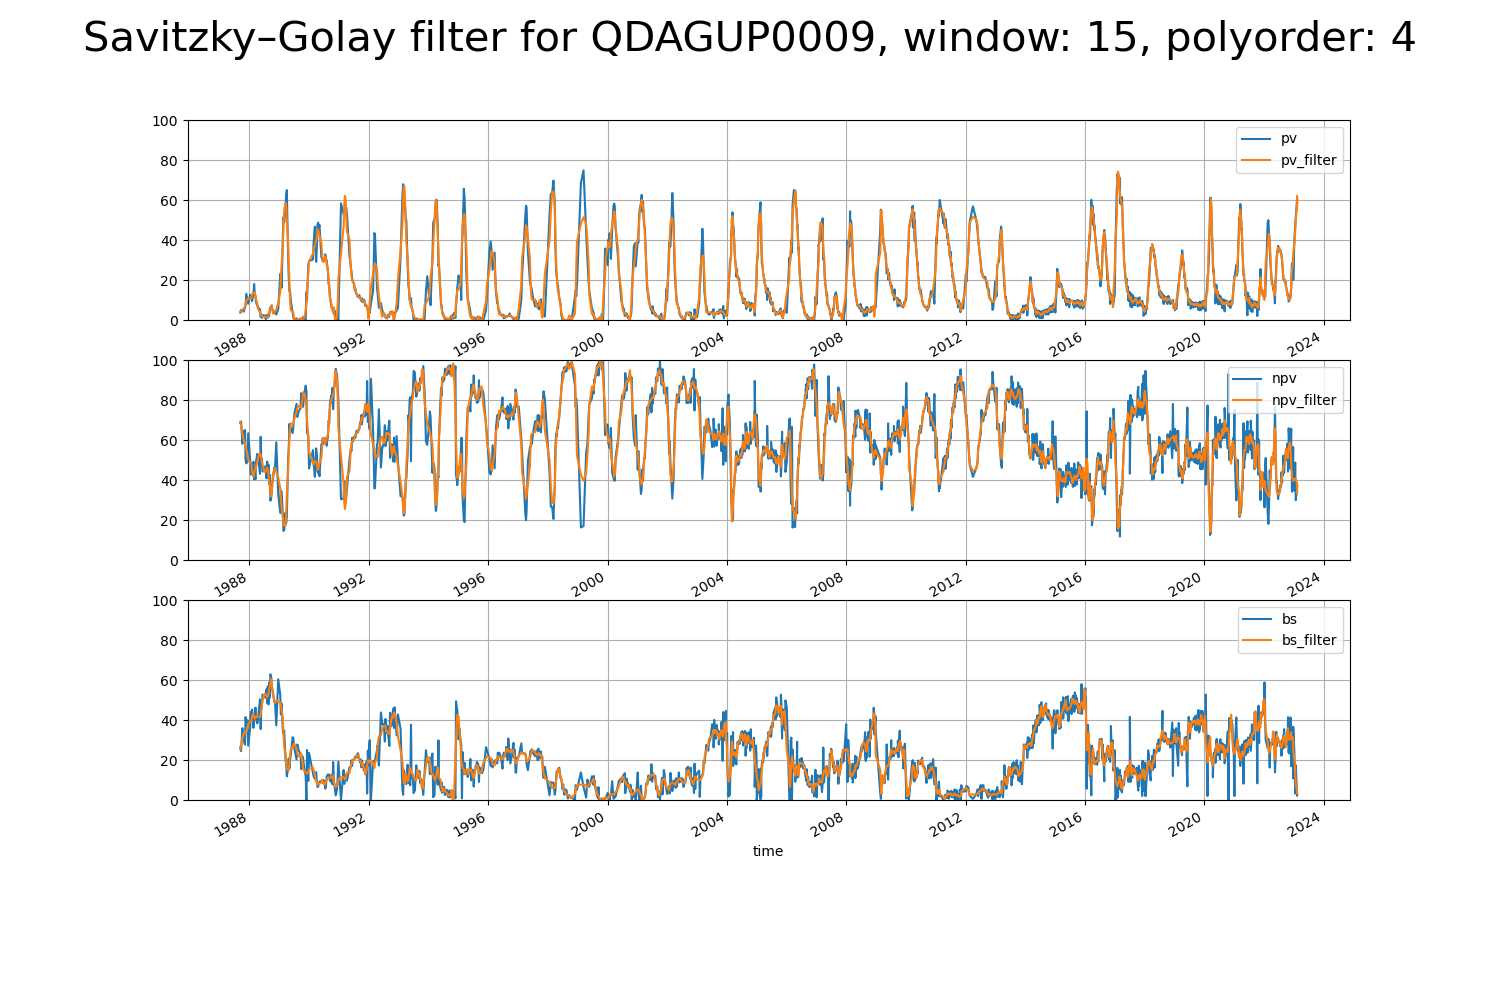 Savitzky–Golay filter for QDAGUP0009, window: 15, polyorder: 4
100
80
60
40
20
0
pv
pv_filter
1988 1992 1996 2000 2004 2008 2012 2016 2020 2024
100
80
60
40
20
0
npv
npv_filter
1988 1992 1996 2000 2004 2008 2012 2016 2020 2024
100
80
60
40
20
0
bs
bs_filter
1988 1992 1996 2000 2004 2008 2012 2016 2020 2024
time